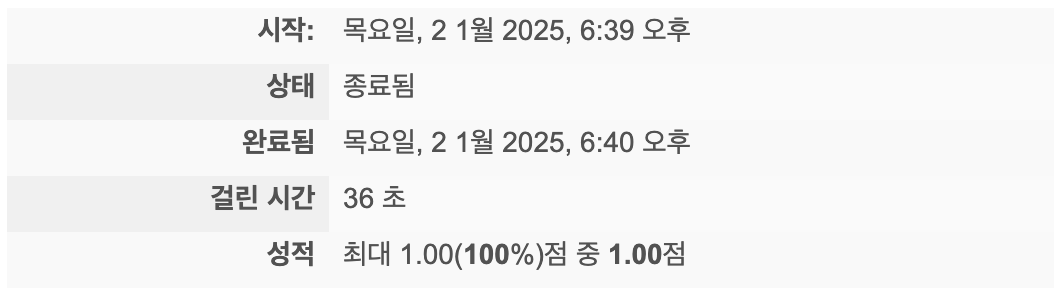 시작: 목요일, 2 1월 2025, 6:39 오후
상태 종료됨
완료됨 목요일, 2 1월 2025, 6:40 오후
걸린 시간 36 초
성적 최대 1.00(100%)점 중 1.00점